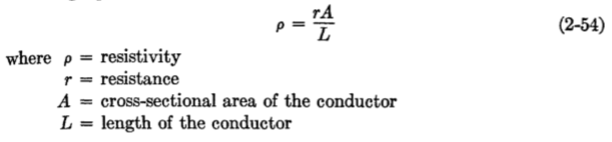 ρ = rA/L (2-54)
where ρ = resistivity
r = resistance
A = cross-sectional area of the conductor
L = length of the conductor